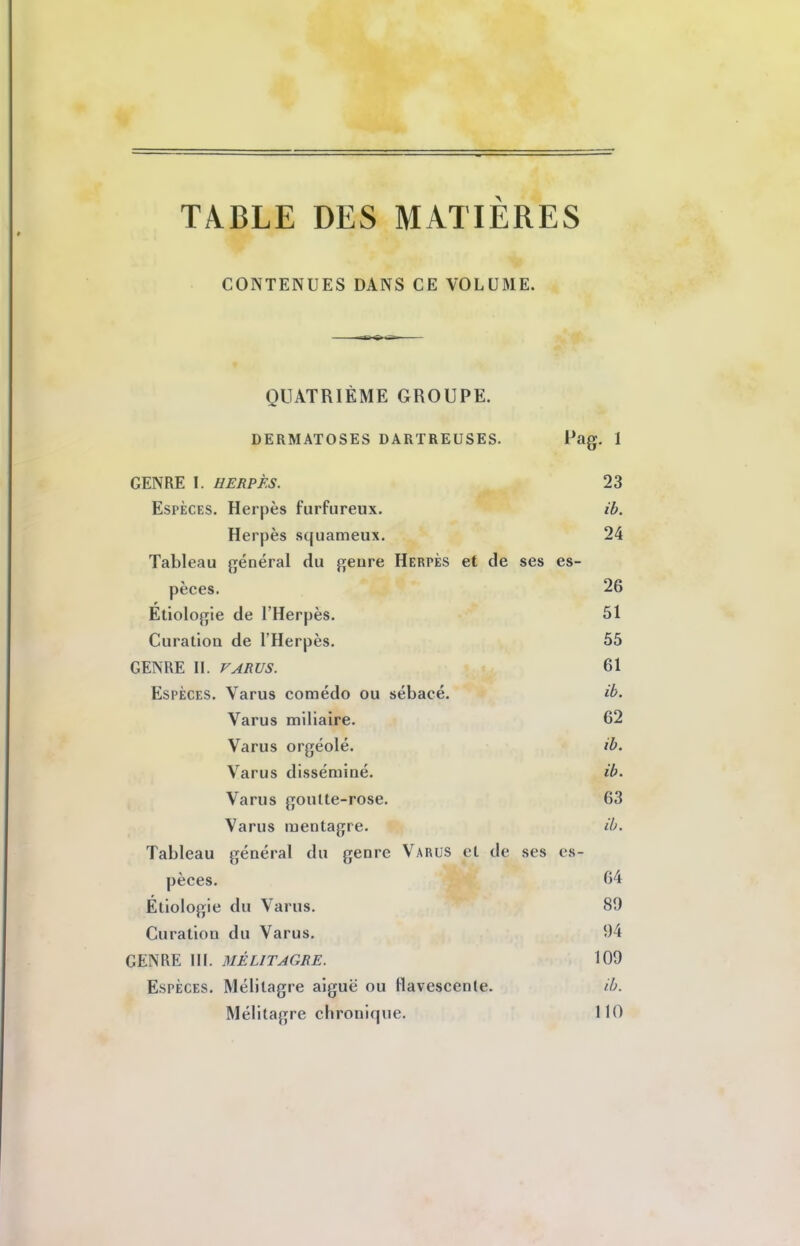 TABLE DES MATIÈRES
CONTENUES DANS CE VOLUME.
QUATRIÈME GROUPE.
DERMATOSES DARTREUSES. Pag. 1
GENRE I. HERPÈS. 23
Espèces. Herpès furfureux. ib.
Herpès squameux. 24
Tableau général du genre Herpès et de ses es-
pèces. 26
Étiologie de l'Herpès. 51
Curation de l'Herpès. 55
GENRE II. VARUS. 61
Espèces. Varus comédo ou sébacé. ib.
Varus miliaire. 62
Varus orgéolé. ib.
Varus disséminé. ib.
Varus goutte-rose. 63
Varus mentagre. ib.
Tableau général du genre Varus et de ses es-
pèces. 64
Étiologie du Varus. 89
Curation du Varus. 94
GENRE III. MÉLITAGRE. 109
Espèces. Mélitagre aiguë ou flavescente. ib.
Mélitagre chronique. 110